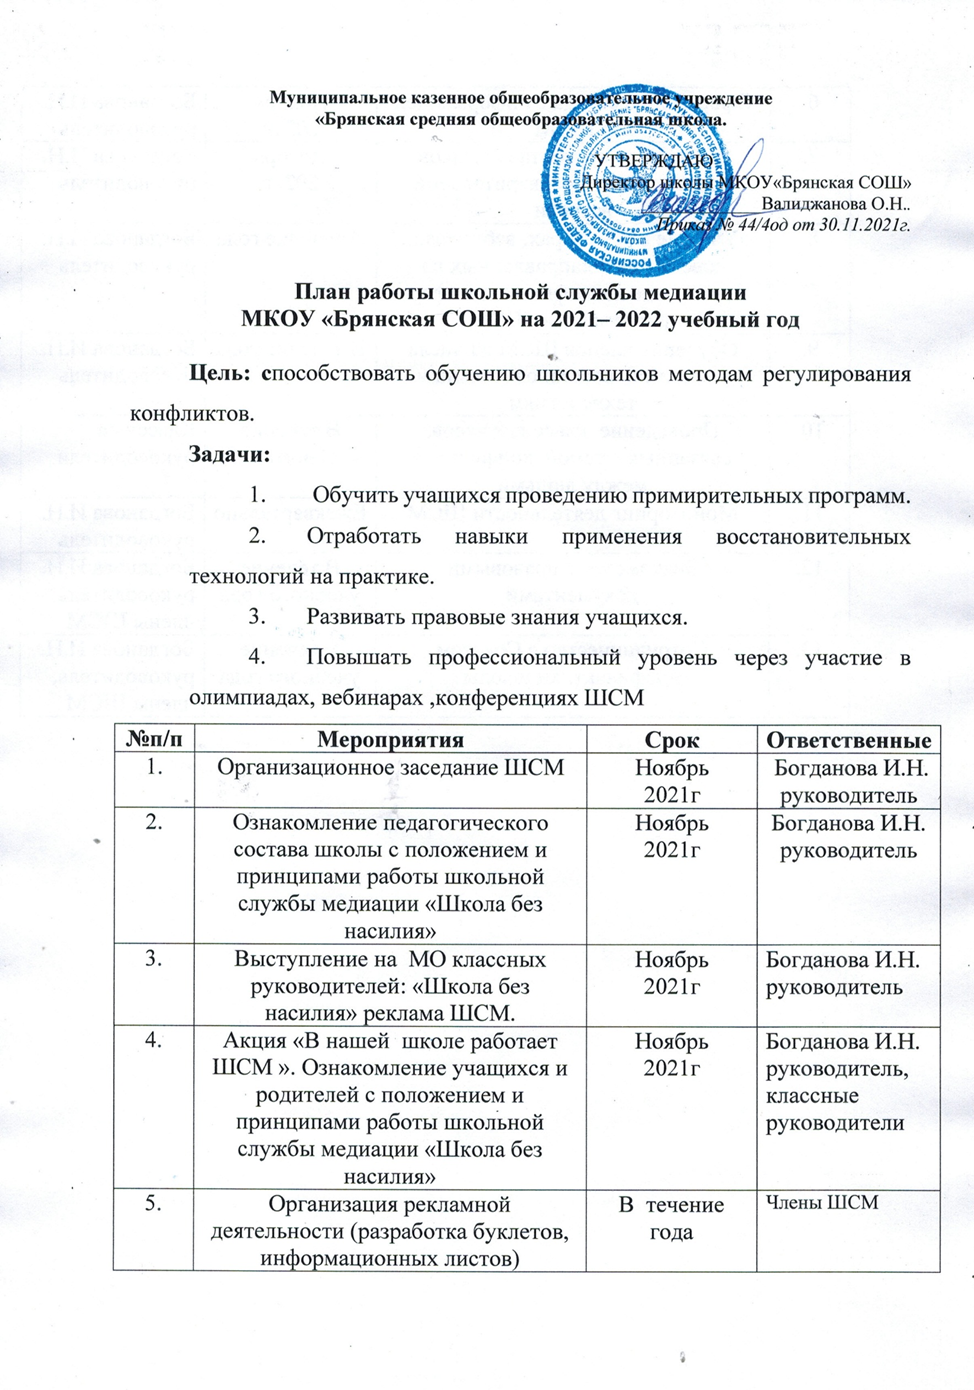 Муниципальное казенное общеобразовательное учреждение
«Брянская средняя общеобразовательная школа.
УТВЕРЖДАЮ
Директор школы МКОУ«Брянская СОШ»
Валиджанова О.Н..
Приказ № 44/4од от 30.11.2021г.
План работы школьной службы медиации
МКОУ «Брянская СОШ» на 2021– 2022 учебный год
Цель: способствовать обучению школьников методам регулирования
конфликтов.
Задачи:
1. Обучить учащихся проведению примирительных программ.
2. Отработать навыки применения восстановительных
технологий на практике.
3. Развивать правовые знания учащихся.
4. Повышать профессиональный уровень через участие в
олимпиадах, вебинарах ,конференциях ШСМ
№п/п Мероприятия Срок Ответственные
1. Организационное заседание ШСМ Ноябрь Богданова И.Н.
2021г руководитель
2. Ознакомление педагогического Ноябрь Богданова И.Н.
состава школы с положением и 2021г руководитель
принципами работы школьной
службы медиации «Школа без
насилия»
3. Выступление на МО классных Ноябрь Богданова И.Н.
руководителей: «Школа без 2021г руководитель
насилия» реклама ШСМ.
4. Акция «В нашей школе работает Ноябрь Богданова И.Н.
ШСМ ». Ознакомление учащихся и 2021г руководитель,
родителей с положением и классные
принципами работы школьной руководители
службы медиации «Школа без
насилия»
5. Организация рекламной В течение Члены ШСМ
деятельности (разработка буклетов, года
информационных листов)